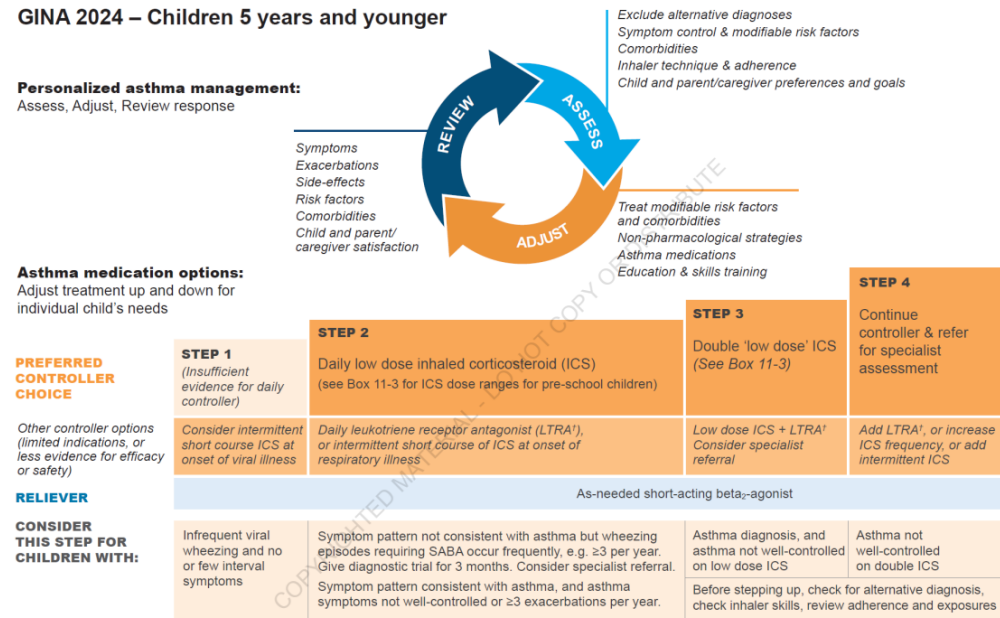 GINA 2024 – Children 5 years and younger
Personalized asthma management:
Assess, Adjust, Review response
REVIEW
ASSESS
ADJUST
Exclude alternative diagnoses
Symptom control & modifiable risk factors
Comorbidities
Inhaler technique & adherence
Child and parent/caregiver preferences and goals
Symptoms
Exacerbations
Side-effects
Risk factors
Comorbidities
Child and parent/
caregiver satisfaction
Treat modifiable risk factors
and comorbidities
Non-pharmacological strategies
Asthma medications
Education & skills training
Asthma medication options:
Adjust treatment up and down for
individual child's needs
PREFERRED
CONTROLLER
CHOICE
STEP 1
(Insufficient
evidence for daily
controller)
STEP 2
Daily low dose inhaled corticosteroid (ICS)
(see Box 11-3 for ICS dose ranges for pre-school children)
STEP 3
Double 'low dose' ICS
(See Box 11-3)
STEP 4
Continue
controller & refer
for specialist
assessment
Other controller options
(limited indications, or
less evidence for efficacy
or safety)
Consider intermittent
short course ICS at
onset of viral illness
Daily leukotriene receptor antagonist (LTRA†),
or intermittent short course of ICS at onset of
respiratory illness
Low dose ICS + LTRA†
Consider specialist
referral
Add LTRA†, or increase
ICS frequency, or add
intermittent ICS
RELIEVER
As-needed short-acting beta₂-agonist
CONSIDER
THIS STEP FOR
CHILDREN WITH:
Infrequent viral
wheezing and no
or few interval
symptoms
Symptom pattern not consistent with asthma but wheezing
episodes requiring SABA occur frequently, e.g. ≥3 per year.
Give diagnostic trial for 3 months. Consider specialist referral.
Symptom pattern consistent with asthma, and asthma
symptoms not well-controlled or ≥3 exacerbations per year.
Asthma diagnosis, and
asthma not well-controlled
on low dose ICS
Asthma not
well-controlled
on double ICS
Before stepping up, check for alternative diagnosis,
check inhaler skills, review adherence and exposures
COPYRIGHTED MATERIAL - DO NOT COPY OR DISTRIBUTE